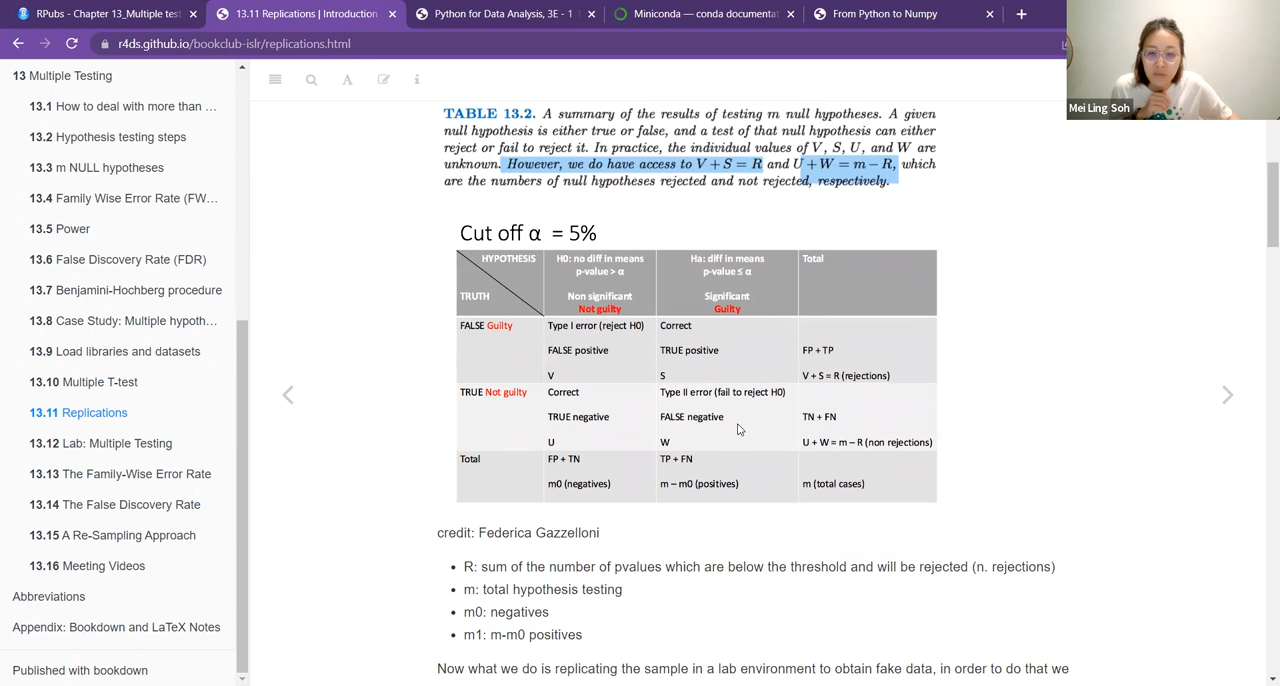 RPubs - Chapter 13_Multiple test
13.11 Replications | Introduction
Python for Data Analysis, 3E - 1
Miniconda — conda documentat
From Python to Numpy
r4ds.github.io/bookclub-islr/replications.html
Mei Ling Soh
13 Multiple Testing
13.1 How to deal with more than ...
13.2 Hypothesis testing steps
13.3 m NULL hypotheses
13.4 Family Wise Error Rate (FW...
13.5 Power
13.6 False Discovery Rate (FDR)
13.7 Benjamini-Hochberg procedure
13.8 Case Study: Multiple hypoth...
13.9 Load libraries and datasets
13.10 Multiple T-test
13.11 Replications
13.12 Lab: Multiple Testing
13.13 The Family-Wise Error Rate
13.14 The False Discovery Rate
13.15 A Re-Sampling Approach
13.16 Meeting Videos
Abbreviations
Appendix: Bookdown and LaTeX Notes
Published with bookdown
TABLE 13.2. A summary of the results of testing m null hypotheses. A given
null hypothesis is either true or false, and a test of that null hypothesis can either
reject or fail to reject it. In practice, the individual values of V, S, U, and W are
unknown. However, we do have access to V + S = R and U + W = m − R, which
are the numbers of null hypotheses rejected and not rejected, respectively.
Cut off α = 5%
HYPOTHESIS
TRUTH
H0: no diff in means
p-value > α
Non significant
Not guilty
Ha: diff in means
p-value ≤ α
Significant
Guilty
Total
FALSE Guilty
Type I error (reject H0)
FALSE positive
V
Correct
TRUE positive
S
FP + TP
V + S = R (rejections)
TRUE Not guilty
Correct
TRUE negative
U
Type II error (fail to reject H0)
FALSE negative
W
TN + FN
U + W = m – R (non rejections)
Total
FP + TN
m0 (negatives)
TP + FN
m – m0 (positives)
m (total cases)
credit: Federica Gazzelloni
• R: sum of the number of pvalues which are below the threshold and will be rejected (n. rejections)
• m: total hypothesis testing
• m0: negatives
• m1: m-m0 positives
Now what we do is replicating the sample in a lab environment to obtain fake data, in order to do that we